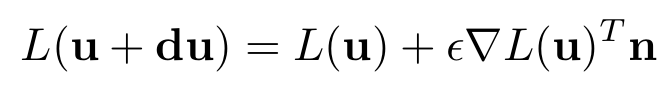 L(𝐮 + 𝐝𝐮) = L(𝐮) + ϵ∇L(𝐮)ᵀ𝐧